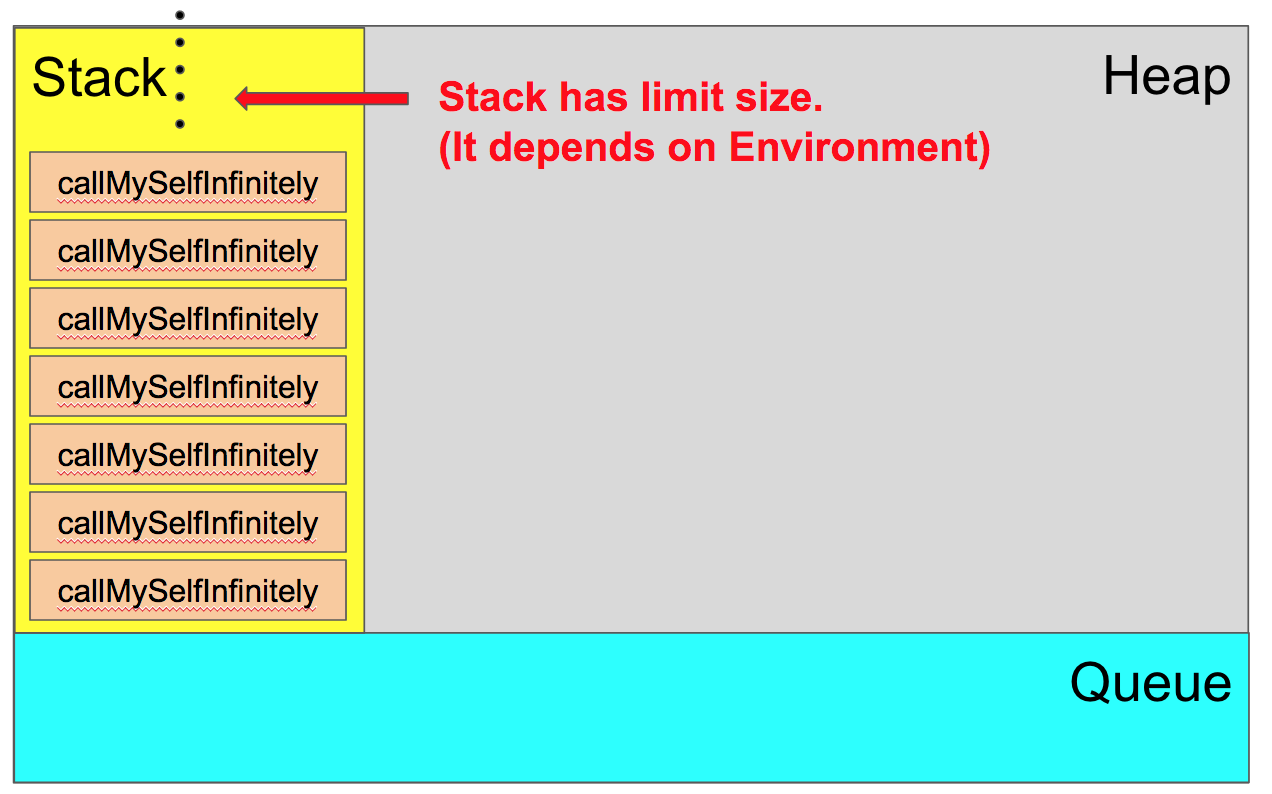 Stack
Heap
Stack has limit size.
(It depends on Environment)
callMySelfInfinitely
callMySelfInfinitely
callMySelfInfinitely
callMySelfInfinitely
callMySelfInfinitely
callMySelfInfinitely
callMySelfInfinitely
Queue